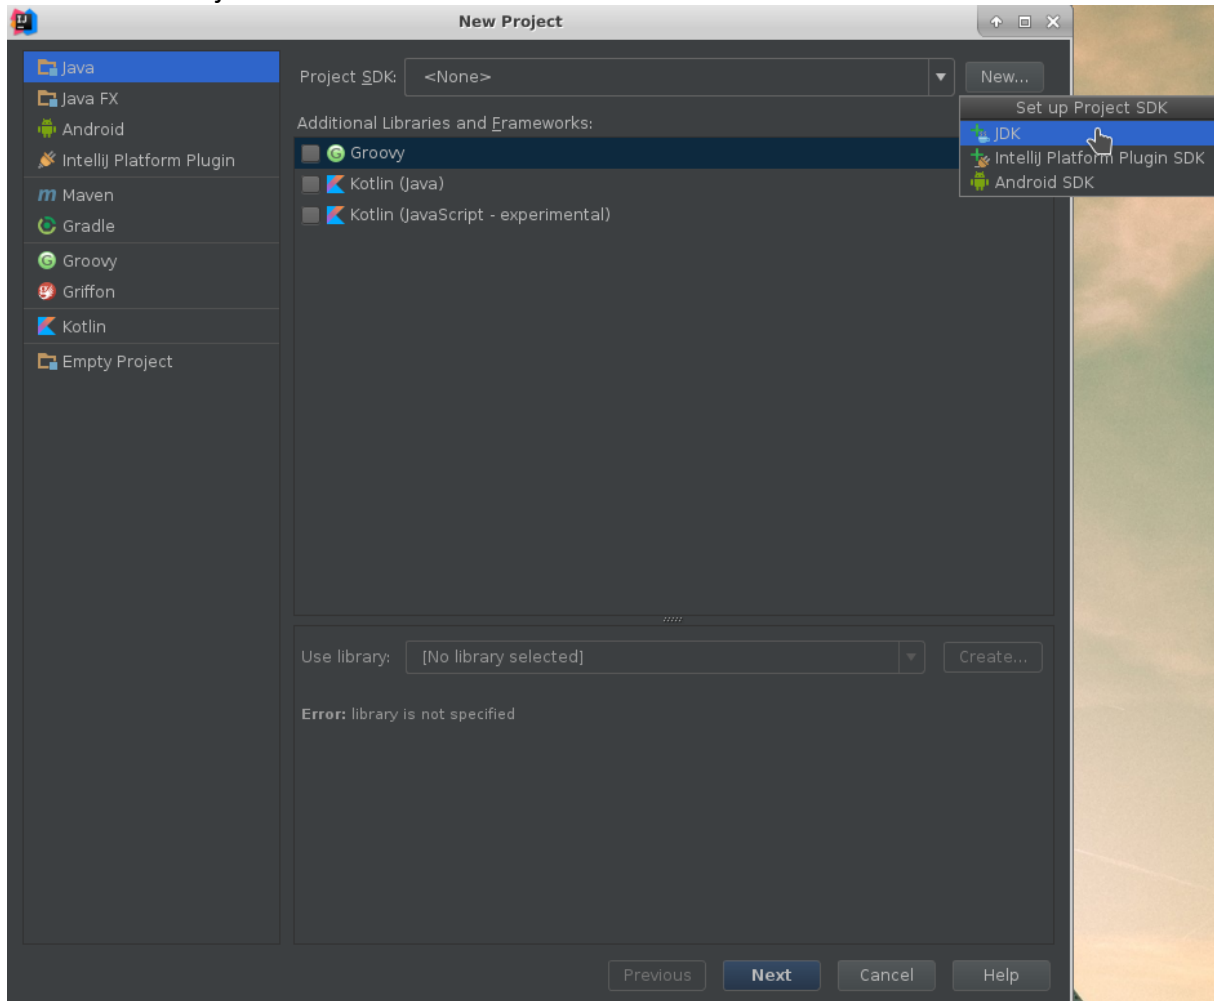 New Project
Java
Java FX
Android
IntelliJ Platform Plugin
Maven
Gradle
Groovy
Griffon
Kotlin
Empty Project
Project SDK: <None>
New...
Set up Project SDK
JDK
IntelliJ Platform Plugin SDK
Android SDK
Additional Libraries and Frameworks:
Groovy
Kotlin (Java)
Kotlin (JavaScript - experimental)
Use library: [No library selected]
Create...
Error: library is not specified
Previous
Next
Cancel
Help